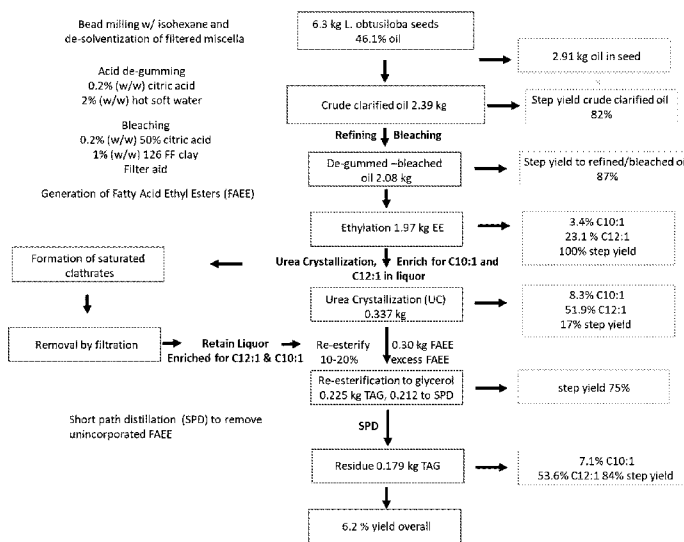 Bead milling w/ isohexane and
de-solventization of filtered miscella
6.3 kg L. obtusiloba seeds
46.1% oil
2.91 kg oil in seed
Acid de-gumming
0.2% (w/w) citric acid
2% (w/w) hot soft water
Crude clarified oil 2.39 kg
Step yield crude clarified oil
82%
Bleaching
0.2% (w/w) 50% citric acid
1% (w/w) 126 FF clay
Filter aid
Refining
Bleaching
De-gummed –bleached
oil 2.08 kg
Step yield to refined/bleached oi
87%
Generation of Fatty Acid Ethyl Esters (FAEE)
Ethylation 1.97 kg EE
3.4% C10:1
23.1 % C12:1
100% step yield
Formation of saturated
clathrates
Urea Crystallization,
Enrich for C10:1 and
C12:1 in liquor
Urea Crystallization (UC)
0.337 kg
8.3% C10:1
51.9% C12:1
17% step yield
Removal by filtration
Retain Liquor
Enriched for C12:1 & C10:1
Re-esterify
10-20%
0.30 kg FAEE
excess FAEE
Re-esterification to glycerol
0.225 kg TAG, 0.212 to SPD
step yield 75%
Short path distillation (SPD) to remove
unincorporated FAEE
SPD
Residue 0.179 kg TAG
7.1% C10:1
53.6% C12:1 84% step yield
6.2 % yield overall